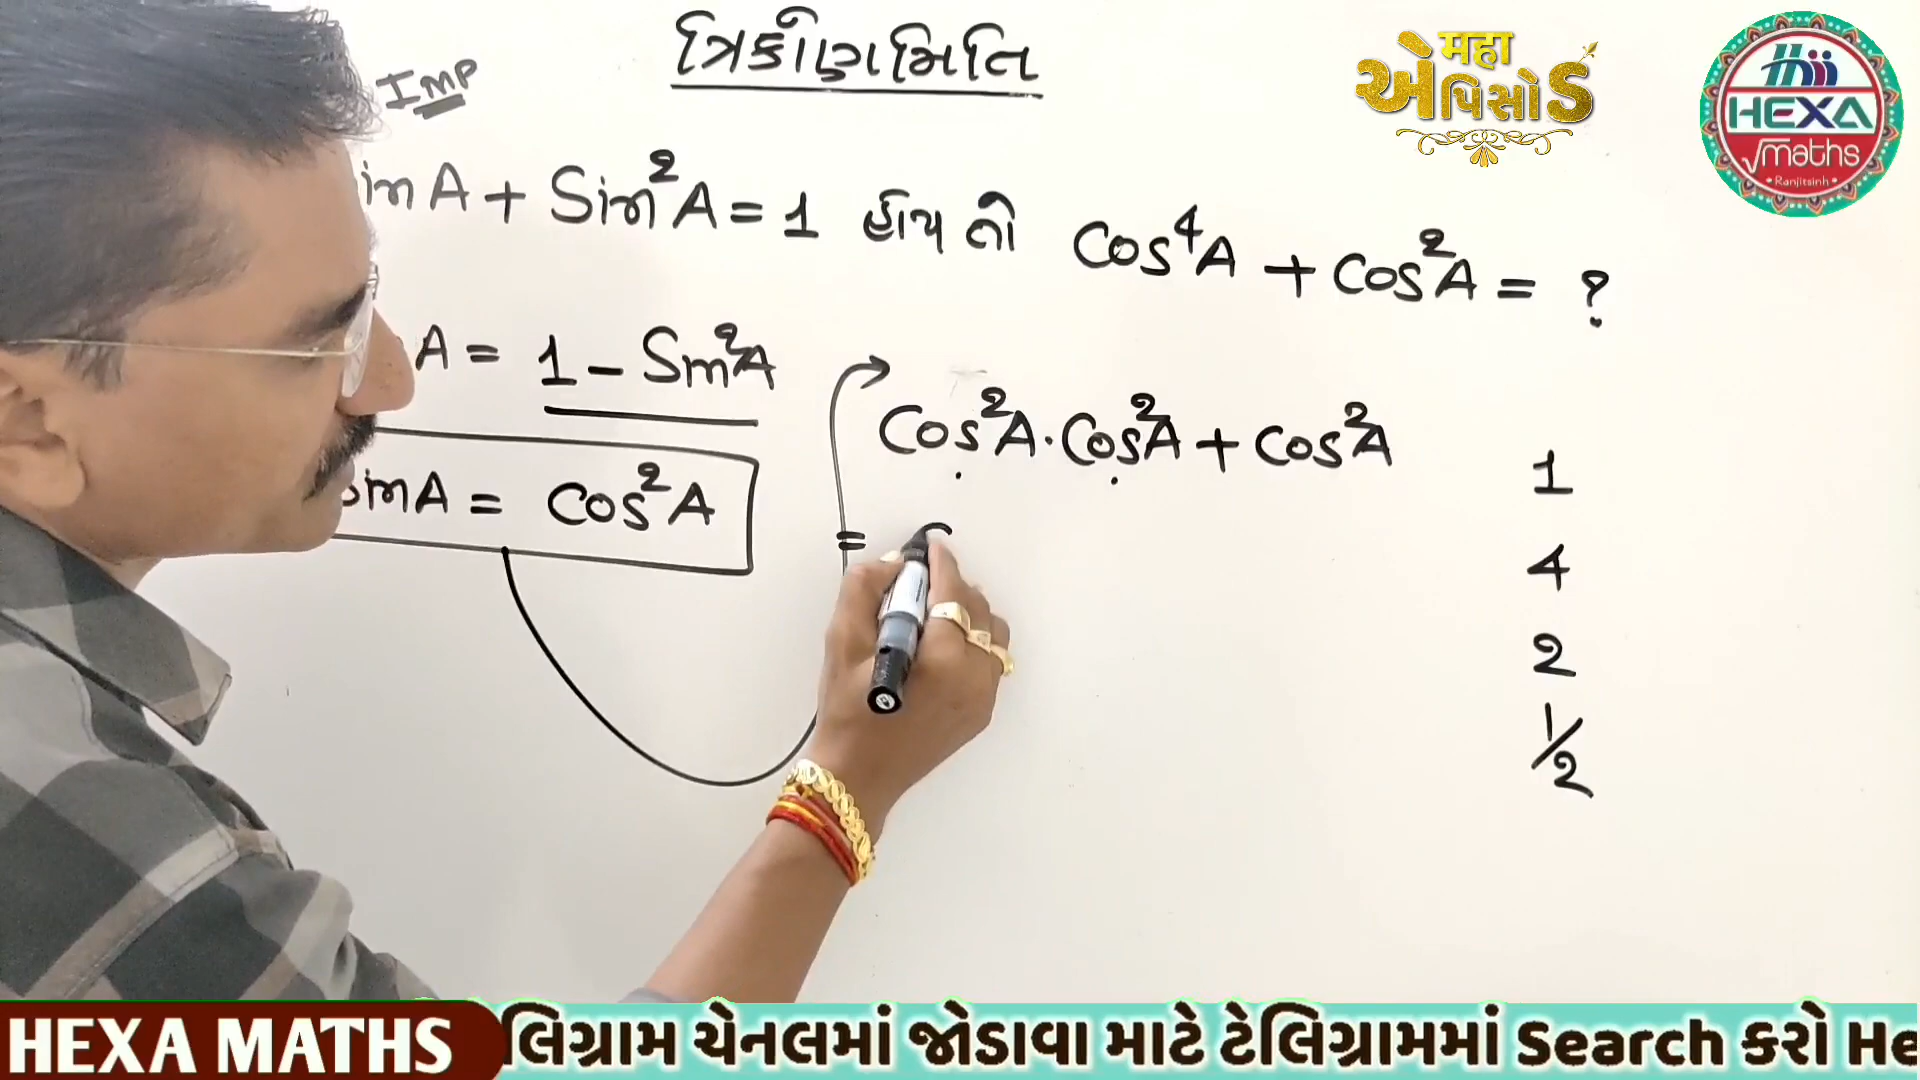 ત્રિકોણમિતિ
IMP
મહા
એપિસોડ
HEXA
maths
• Ranjitsinh •
inA + Sin²A = 1 હોય તો Cos⁴A + Cos²A = ?
A = 1 - Sin²A
Cos²A · Cos²A + Cos²A
SinA = Cos²A
=
1
4
2
1/2
HEXA MATHS
લિગ્રામ ચેનલમાં જોડાવા માટે ટેલિગ્રામમાં Search કરો He